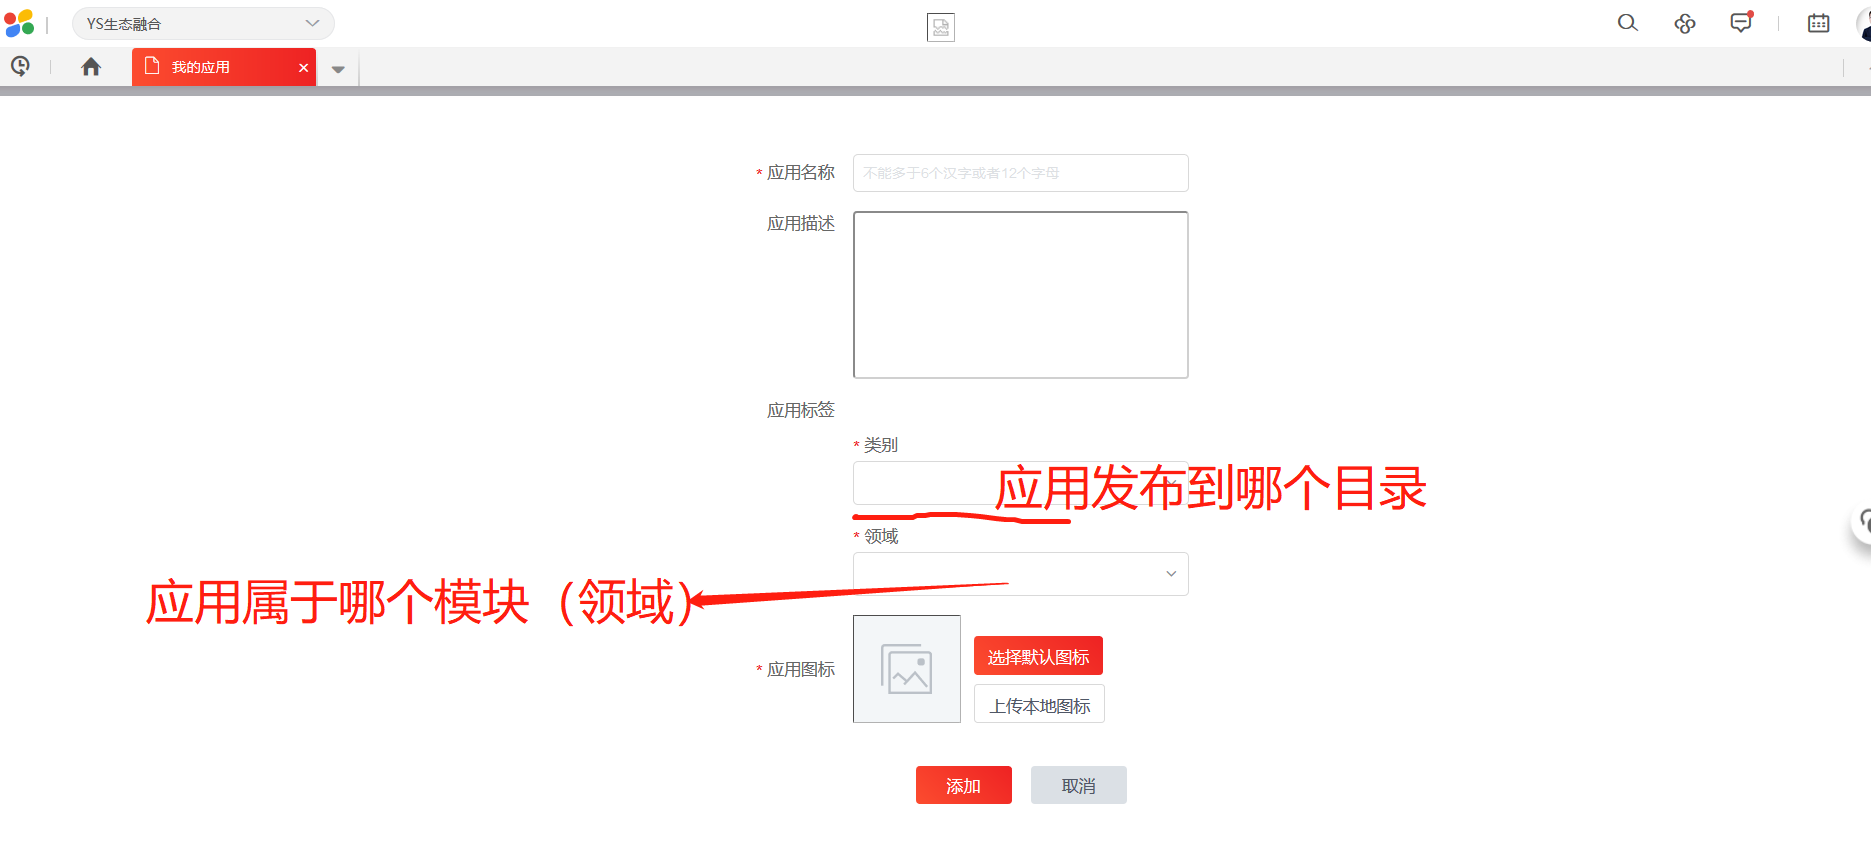 YS生态融合
我的应用
* 应用名称
不能多于6个汉字或者12个字母
应用描述
应用标签
* 类别
应用发布到哪个目录
* 领域
应用属于哪个模块（领域）
* 应用图标
选择默认图标
上传本地图标
添加
取消